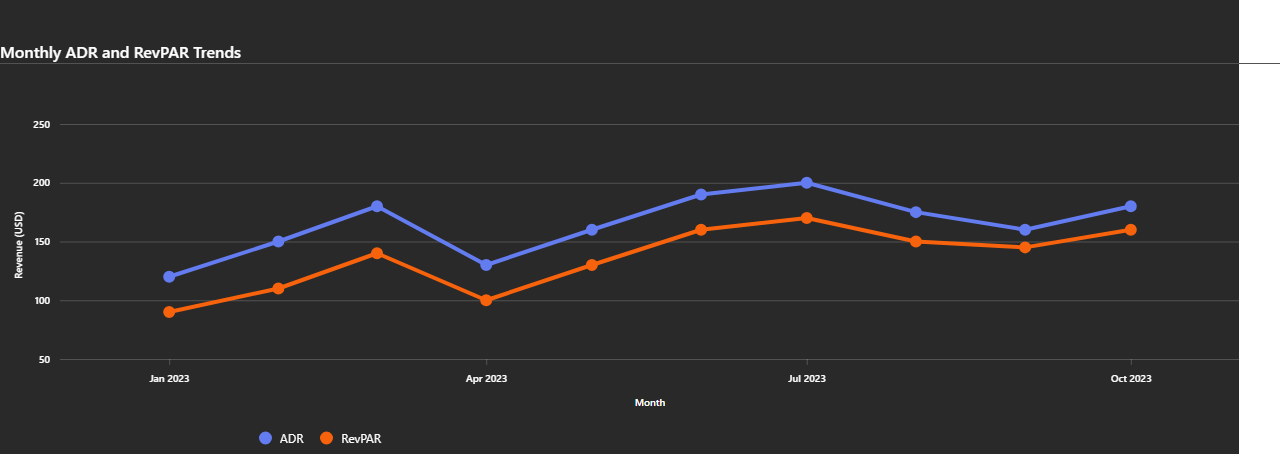 Monthly ADR and RevPAR Trends
250
200
150
100
50
Revenue (USD)
Jan 2023
Apr 2023
Jul 2023
Oct 2023
Month
ADR
RevPAR